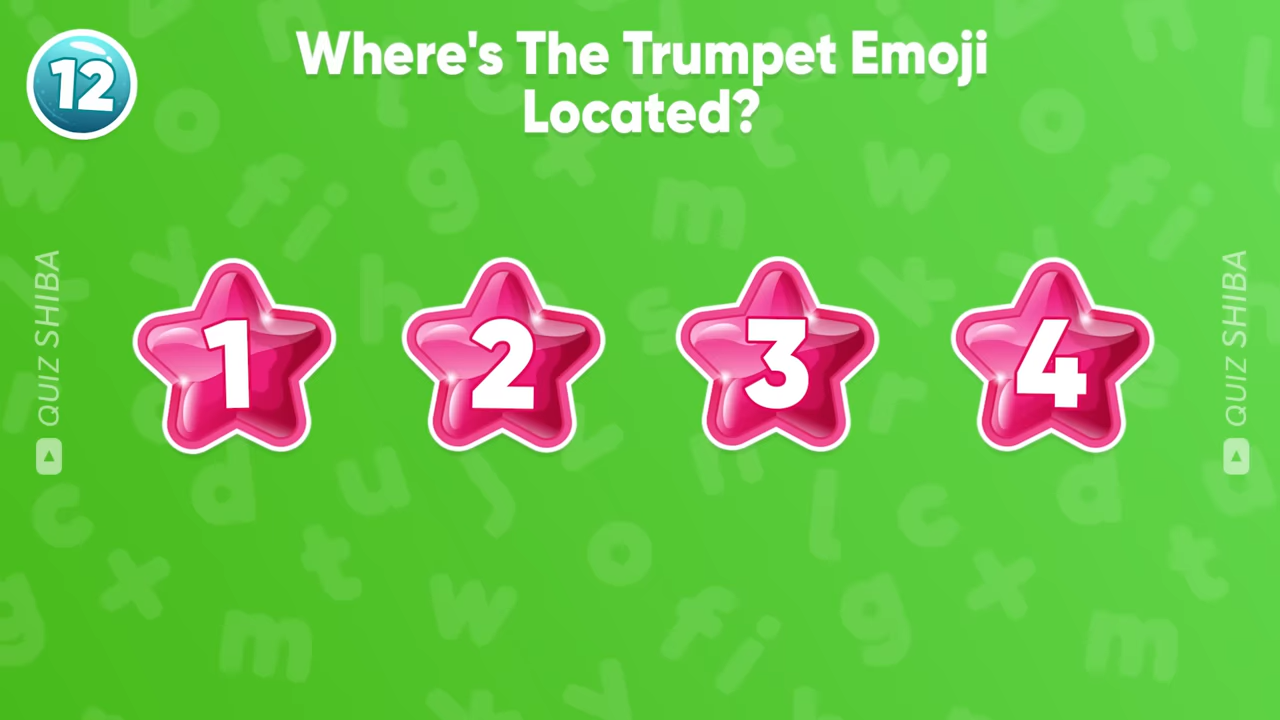 12
Where's The Trumpet Emoji
Located?
1
2
3
4
QUIZ SHIBA
QUIZ SHIBA